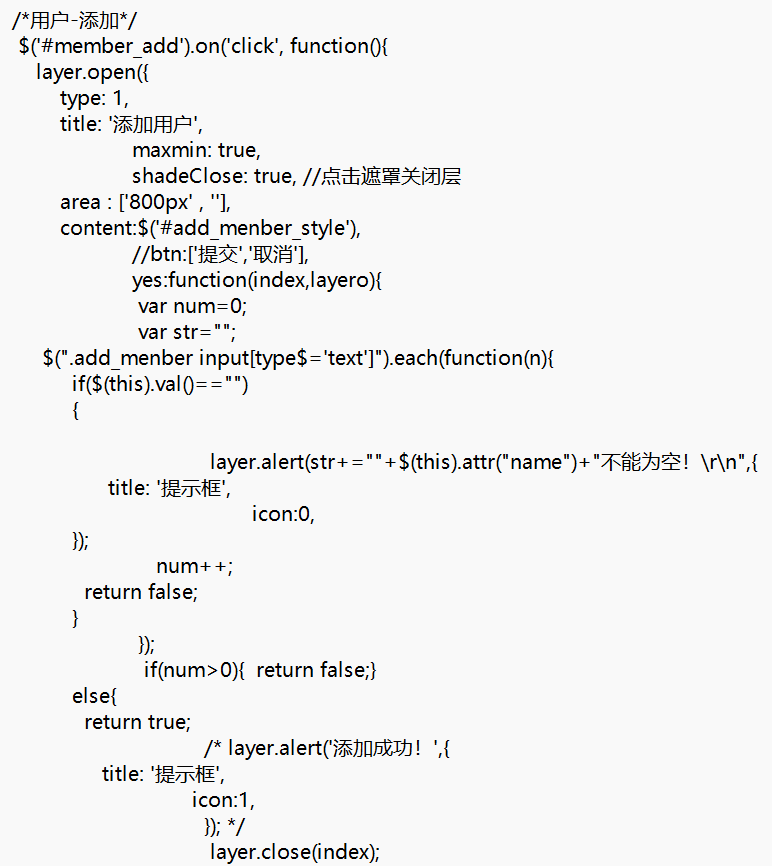 /*用户-添加*/
$('#member_add').on('click', function(){
layer.open({
type: 1,
title: '添加用户',
maxmin: true,
shadeClose: true, //点击遮罩关闭层
area : ['800px' , ''],
content:$('#add_menber_style'),
//btn:['提交','取消'],
yes:function(index,layero){
var num=0;
var str="";
$(".add_menber input[type$='text']").each(function(n){
if($(this).val()=="")
{
layer.alert(str+=""+$(this).attr("name")+"不能为空！\r\n",{
title: '提示框',
icon:0,
});
num++;
return false;
}
});
if(num>0){  return false;}
else{
return true;
/* layer.alert('添加成功！',{
title: '提示框',
icon:1,
}); */
layer.close(index);